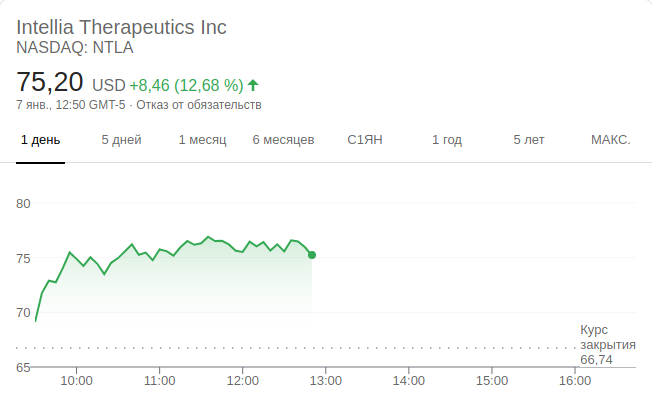 Intellia Therapeutics Inc
NASDAQ: NTLA
75,20 USD +8,46 (12,68 %)
7 янв., 12:50 GMT-5 · Отказ от обязательств
1 день 5 дней 1 месяц 6 месяцев С1ЯН 1 год 5 лет МАКС.
80
75
70
Курс
закрытия
66,74
65
10:00 11:00 12:00 13:00 14:00 15:00 16:00